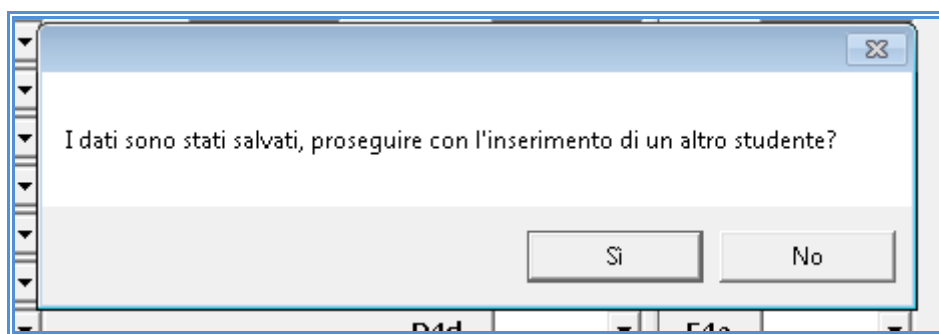 I dati sono stati salvati, proseguire con l'inserimento di un altro studente?
Sì
No